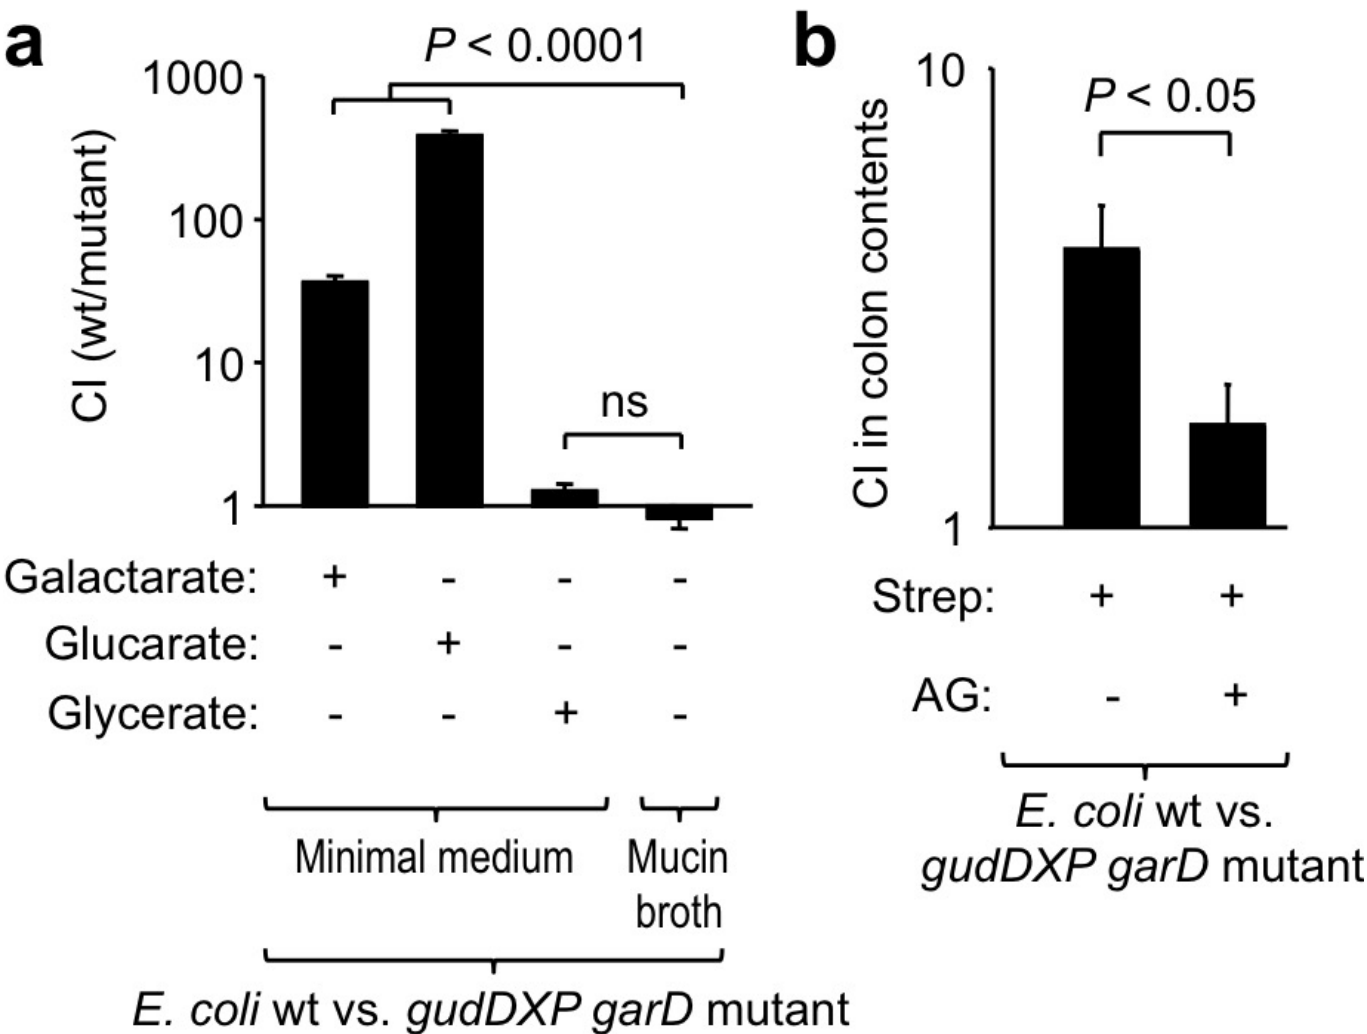 a
P < 0.0001
1000
100
10
1
CI (wt/mutant)
ns
Galactarate: + - - -
Glucarate: - + - -
Glycerate: - - + -
Minimal medium
Mucin
broth
E. coli wt vs. gudDXP garD mutant
b
10
1
CI in colon contents
P < 0.05
Strep: + +
AG: - +
E. coli wt vs.
gudDXP garD mutant